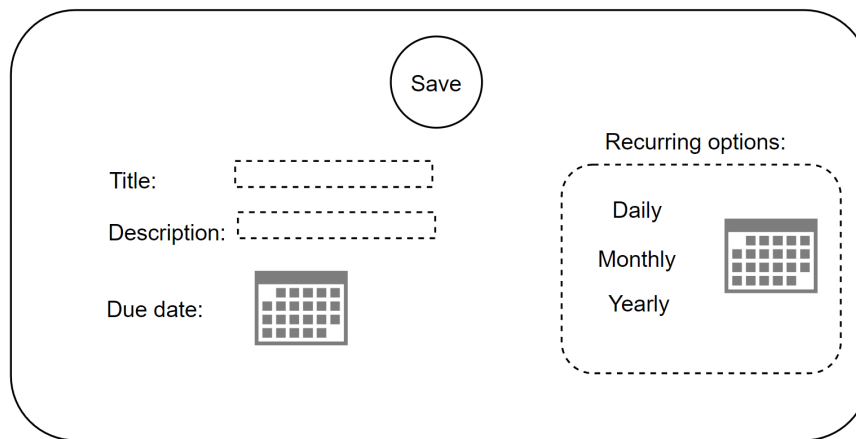 Save
Title:
Description:
Due date:
Recurring options:
Daily
Monthly
Yearly